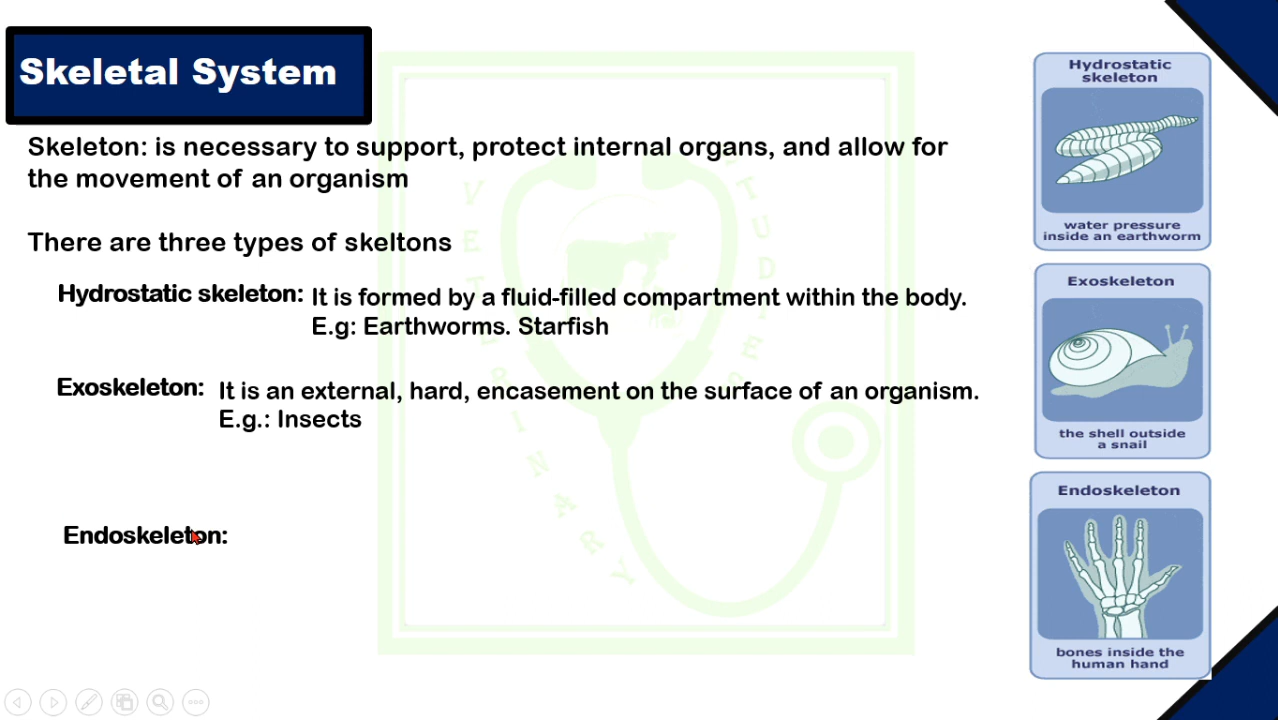 Skeletal System
Skeleton: is necessary to support, protect internal organs, and allow for
the movement of an organism
There are three types of skeltons
Hydrostatic skeleton: It is formed by a fluid-filled compartment within the body.
E.g: Earthworms. Starfish
Exoskeleton: It is an external, hard, encasement on the surface of an organism.
E.g.: Insects
Endoskeleton:
Hydrostatic
skeleton
water pressure
inside an earthworm
Exoskeleton
the shell outside
a snail
Endoskeleton
bones inside the
human hand
VETERINARY